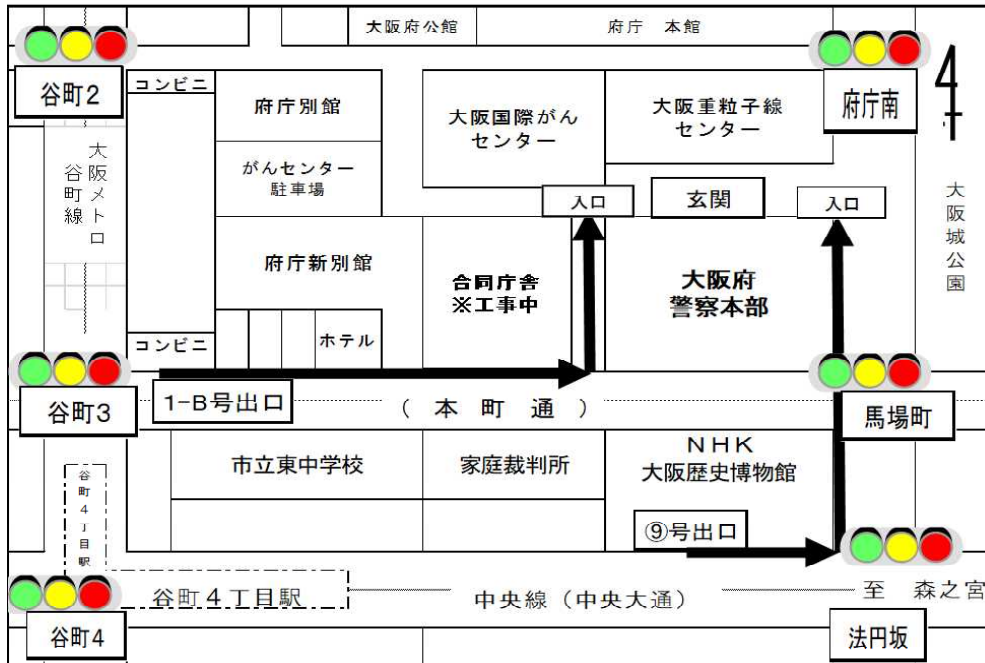 大阪府公館
府庁 本館
谷町2
コンビニ
府庁別館
大阪国際がん
センター
大阪重粒子線
センター
府庁南
大阪メトロ
谷町線
がんセンター
駐車場
入口
玄関
入口
大阪城公園
府庁新別館
合同庁舎
※工事中
大阪府
警察本部
コンビニ
ホテル
谷町3
1-B号出口
(本町通)
馬場町
市立東中学校
家庭裁判所
NHK
大阪歴史博物館
谷町4丁目駅
⑨号出口
谷町4丁目駅
中央線(中央大通)
至 森之宮
谷町4
法円坂